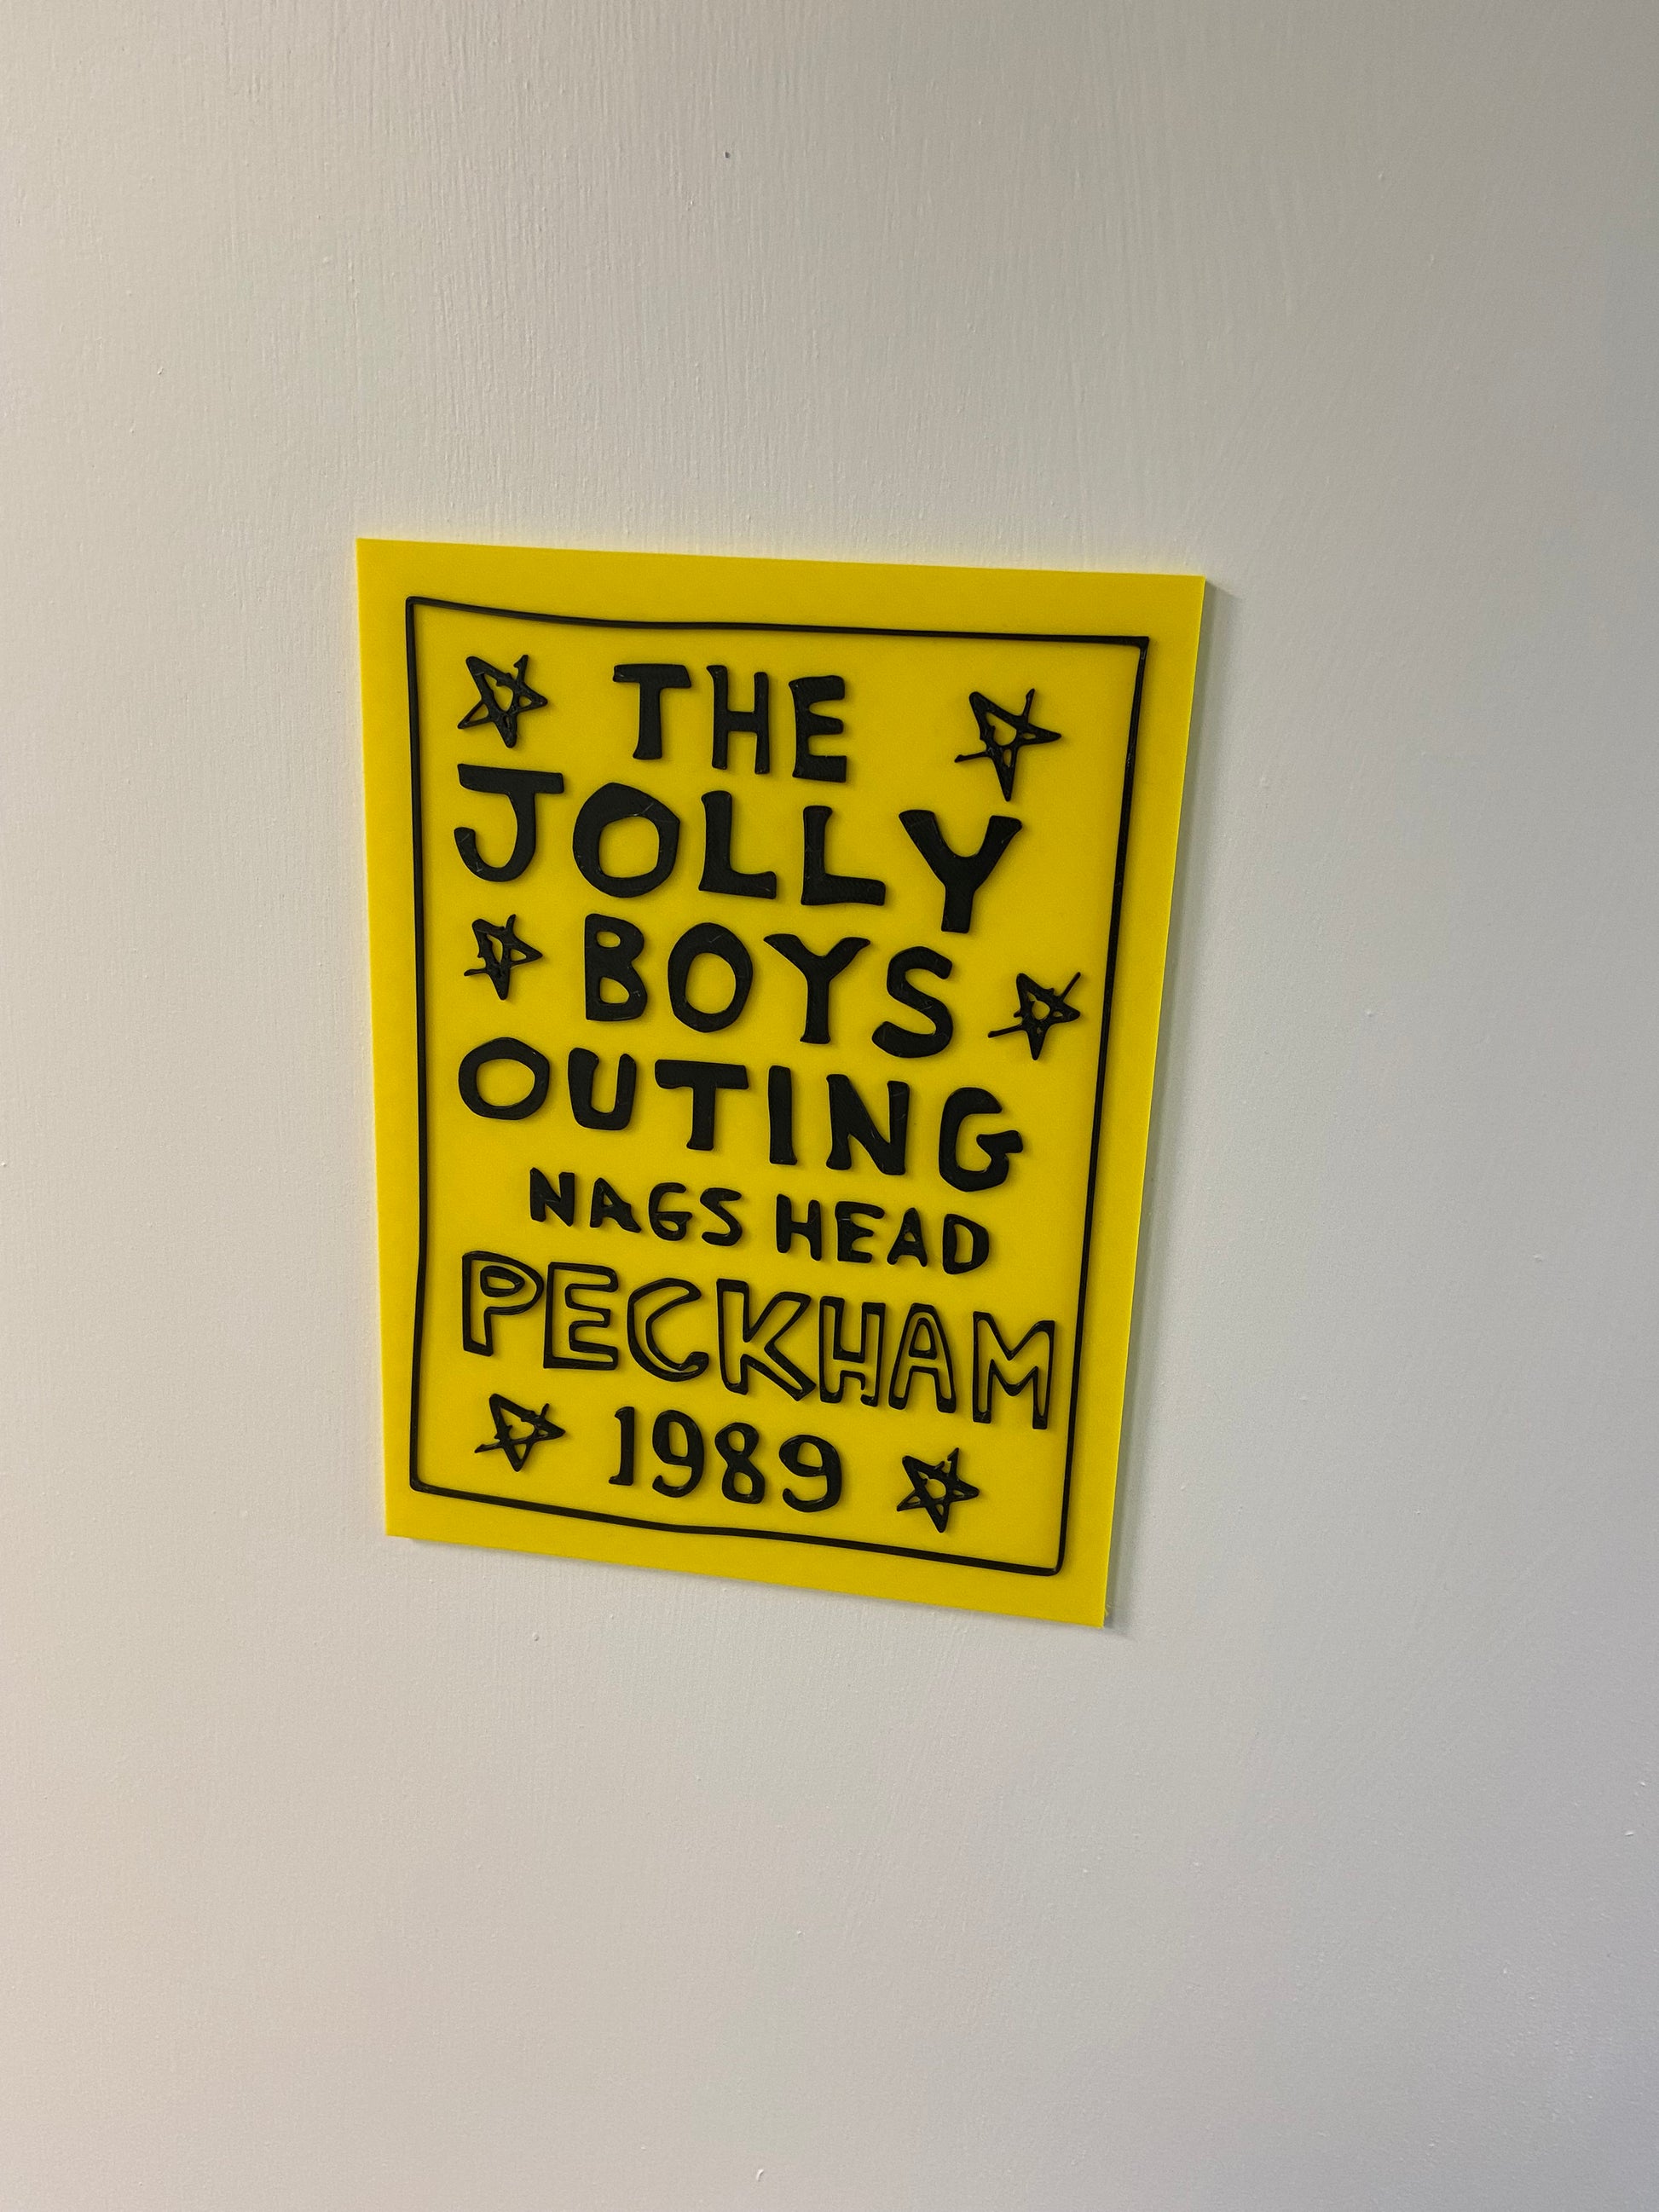 THE
JOLLY
BOYS
OUTING
NAGS HEAD
PECKHAM
1989